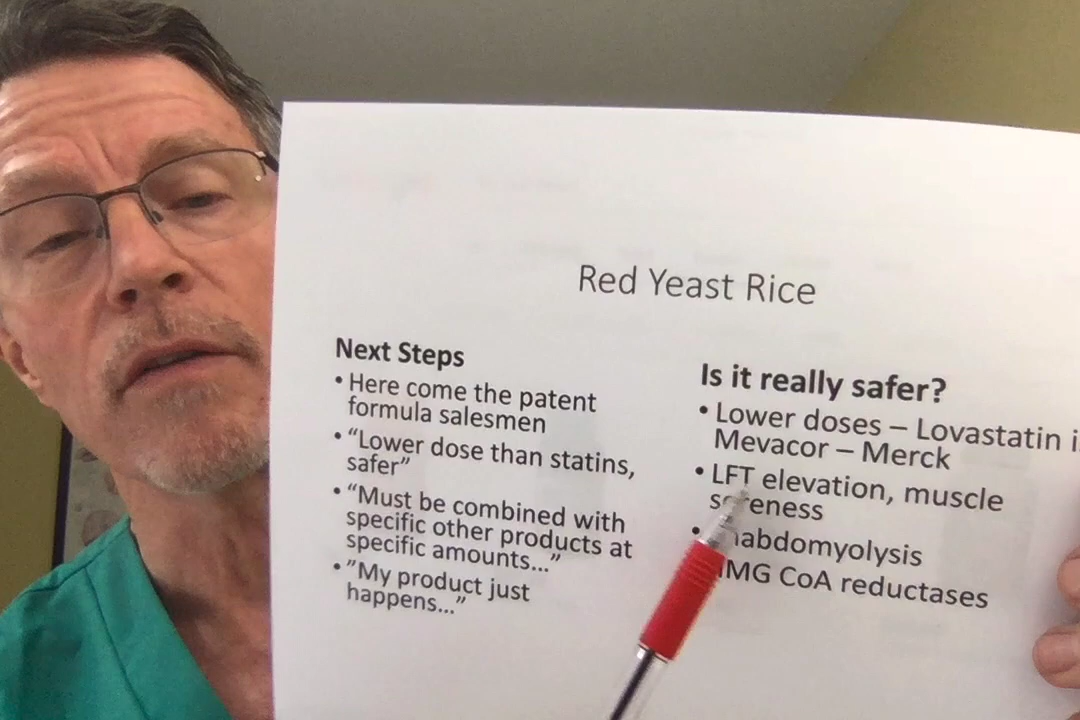 Red Yeast Rice
Next Steps
• Here come the patent
formula salesmen
• “Lower dose than statins,
safer”
• “Must be combined with
specific other products at
specific amounts...”
• ”My product just
happens...”
Is it really safer?
• Lower doses – Lovastatin
Mevacor – Merck
• LFT elevation, muscle
soreness
• habdomyolysis
MG CoA reductases